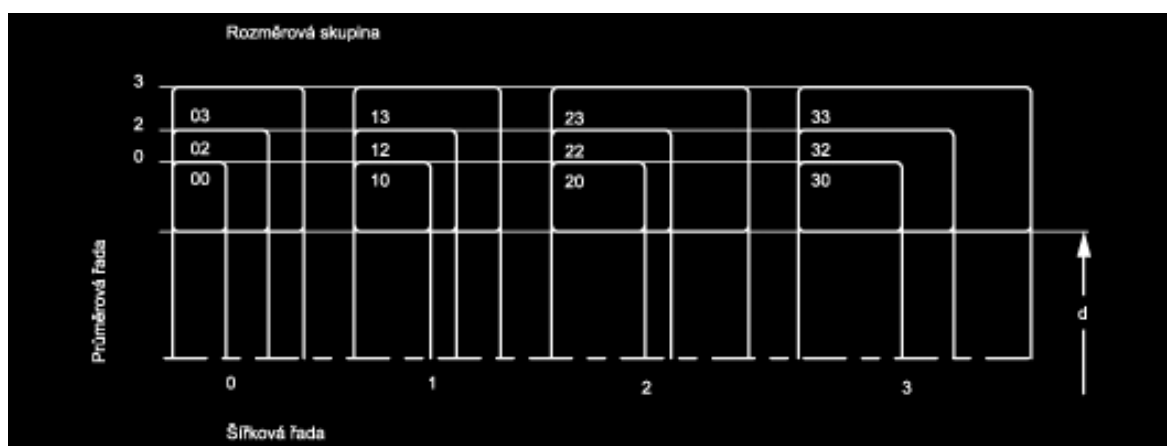 Rozměrová skupina
3
03 13 23 33
2
02 12 22 32
0
00 10 20 30
Průměrová řada
d
0 1 2 3
Šířková řada